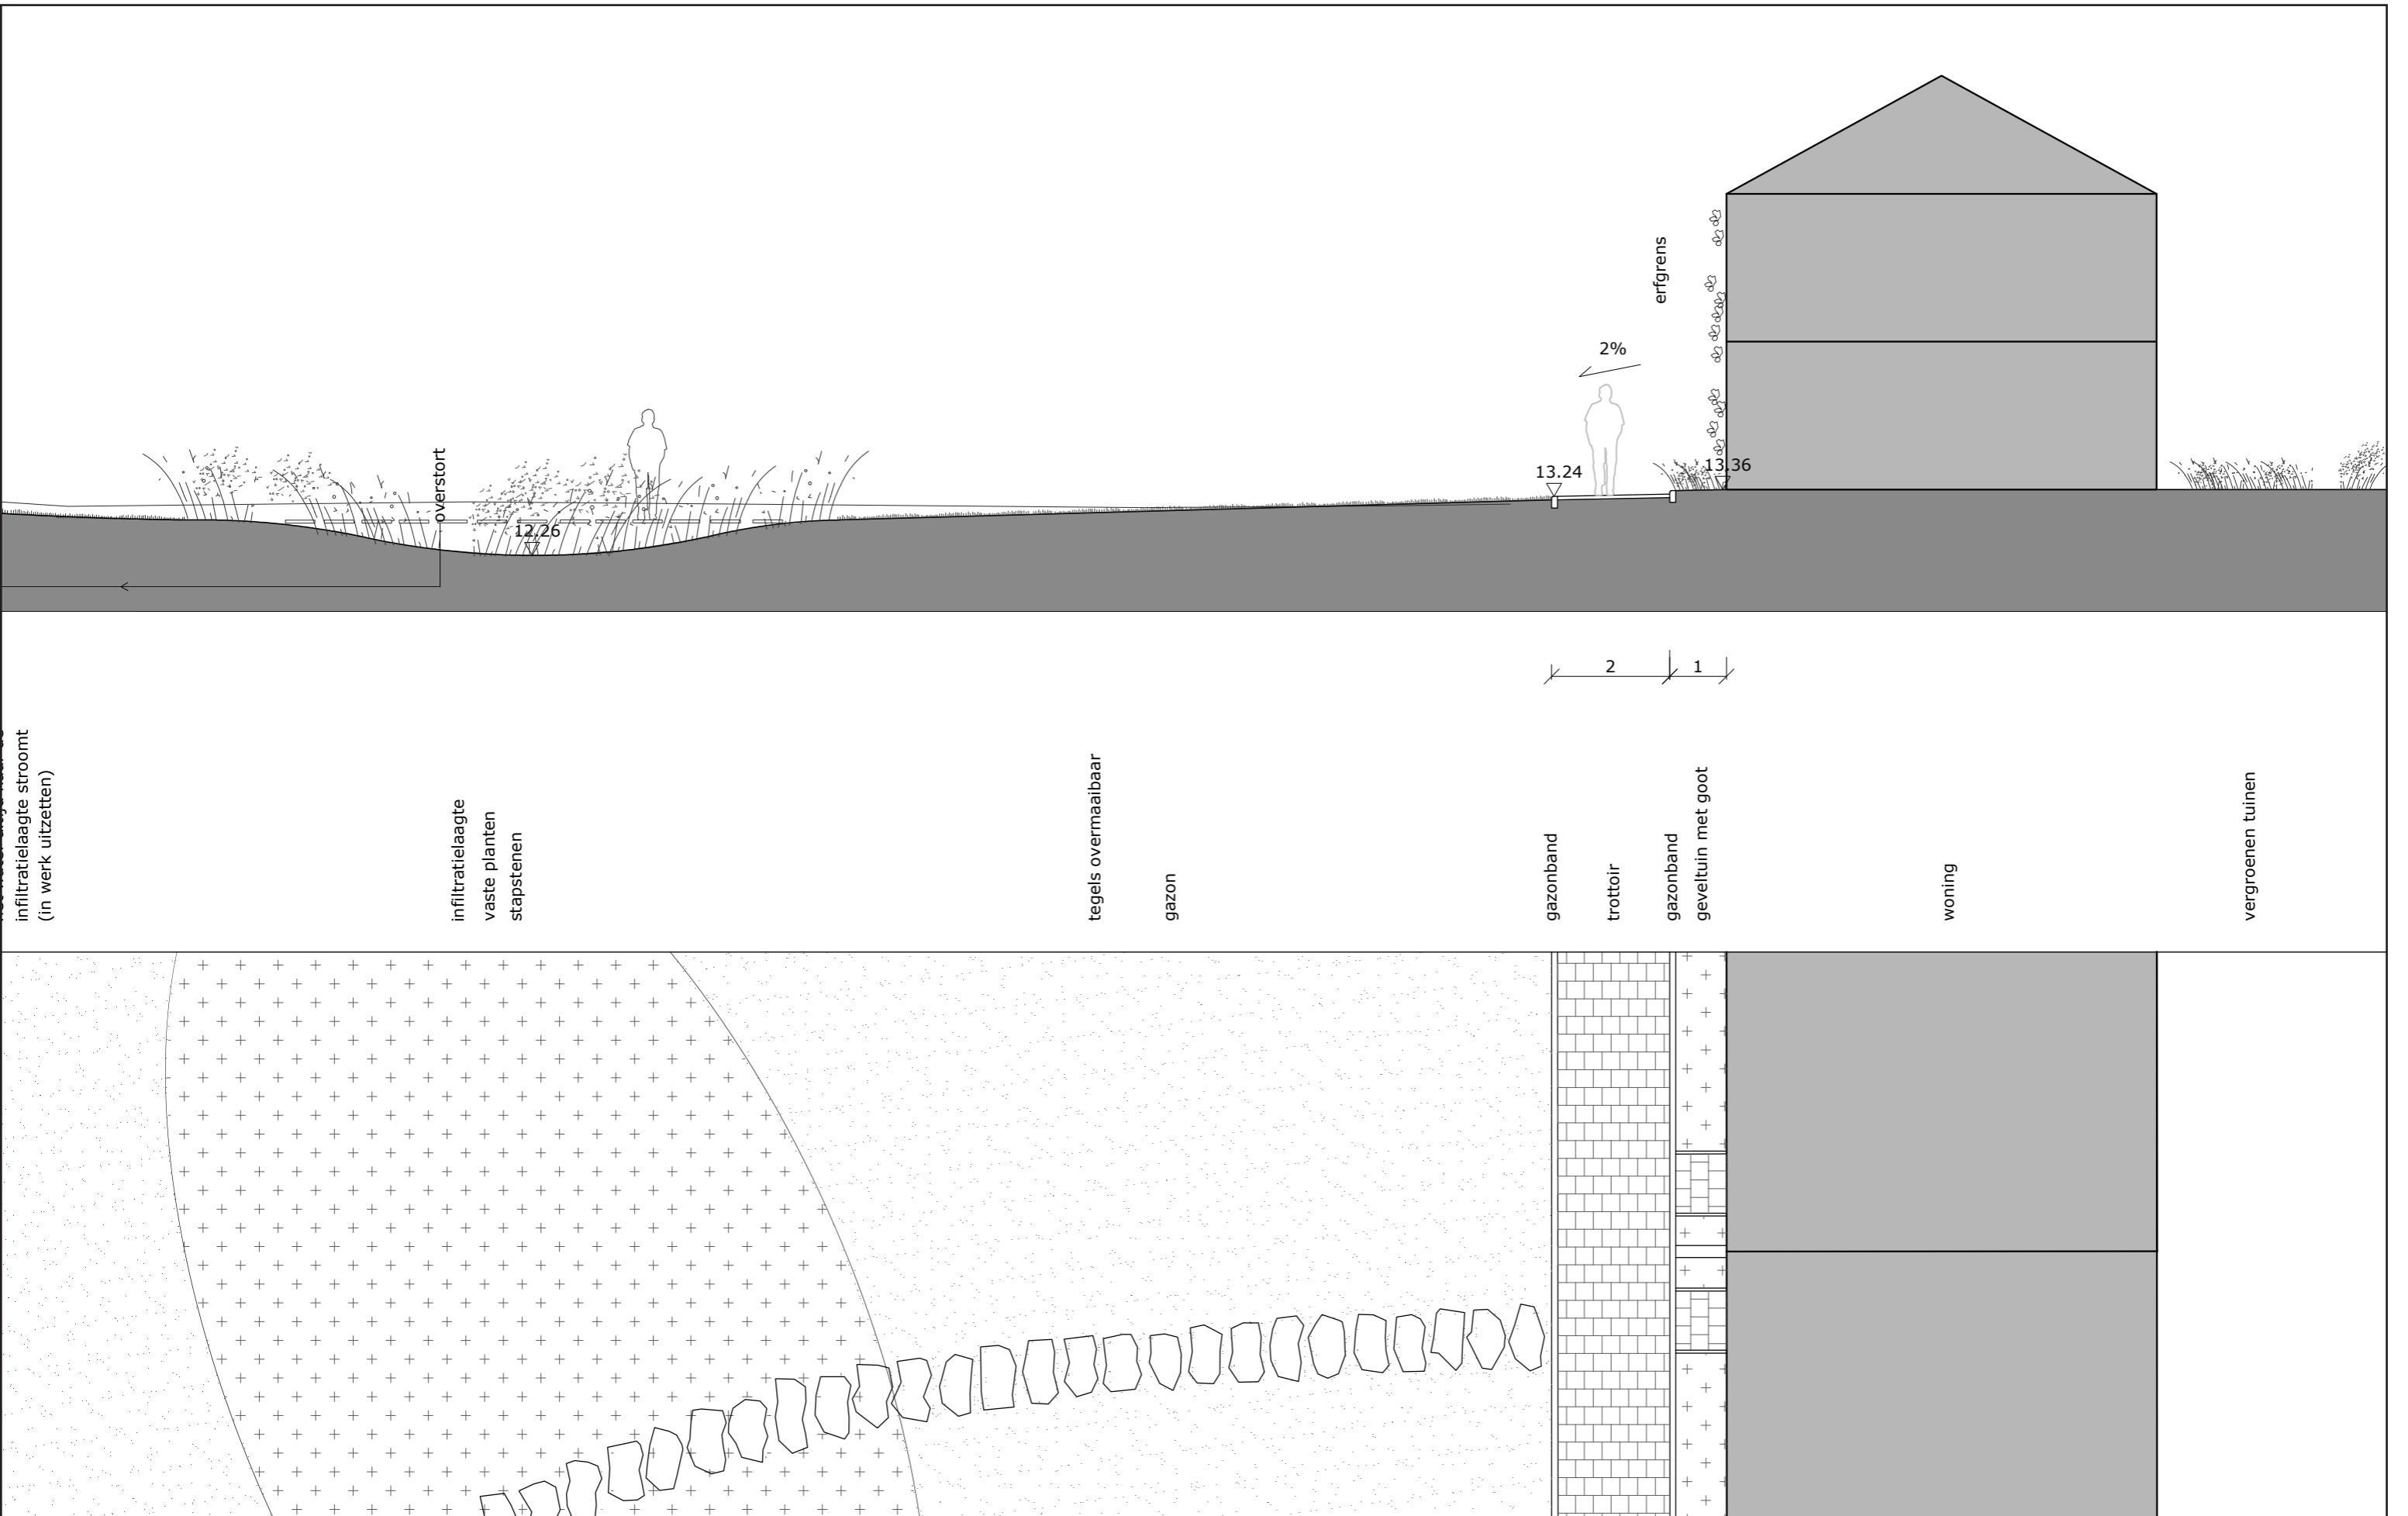 erfgrens
2%
overstort
13.24
13.36
12.26
2
1
infiltratielaagte stroomt
(in werk uitzetten)
infiltratielaagte
vaste planten
stapstenen
tegels overmaaibaar
gazon
gazonband
trottoir
gazonband
geveltuin met goot
woning
vergroenen tuinen